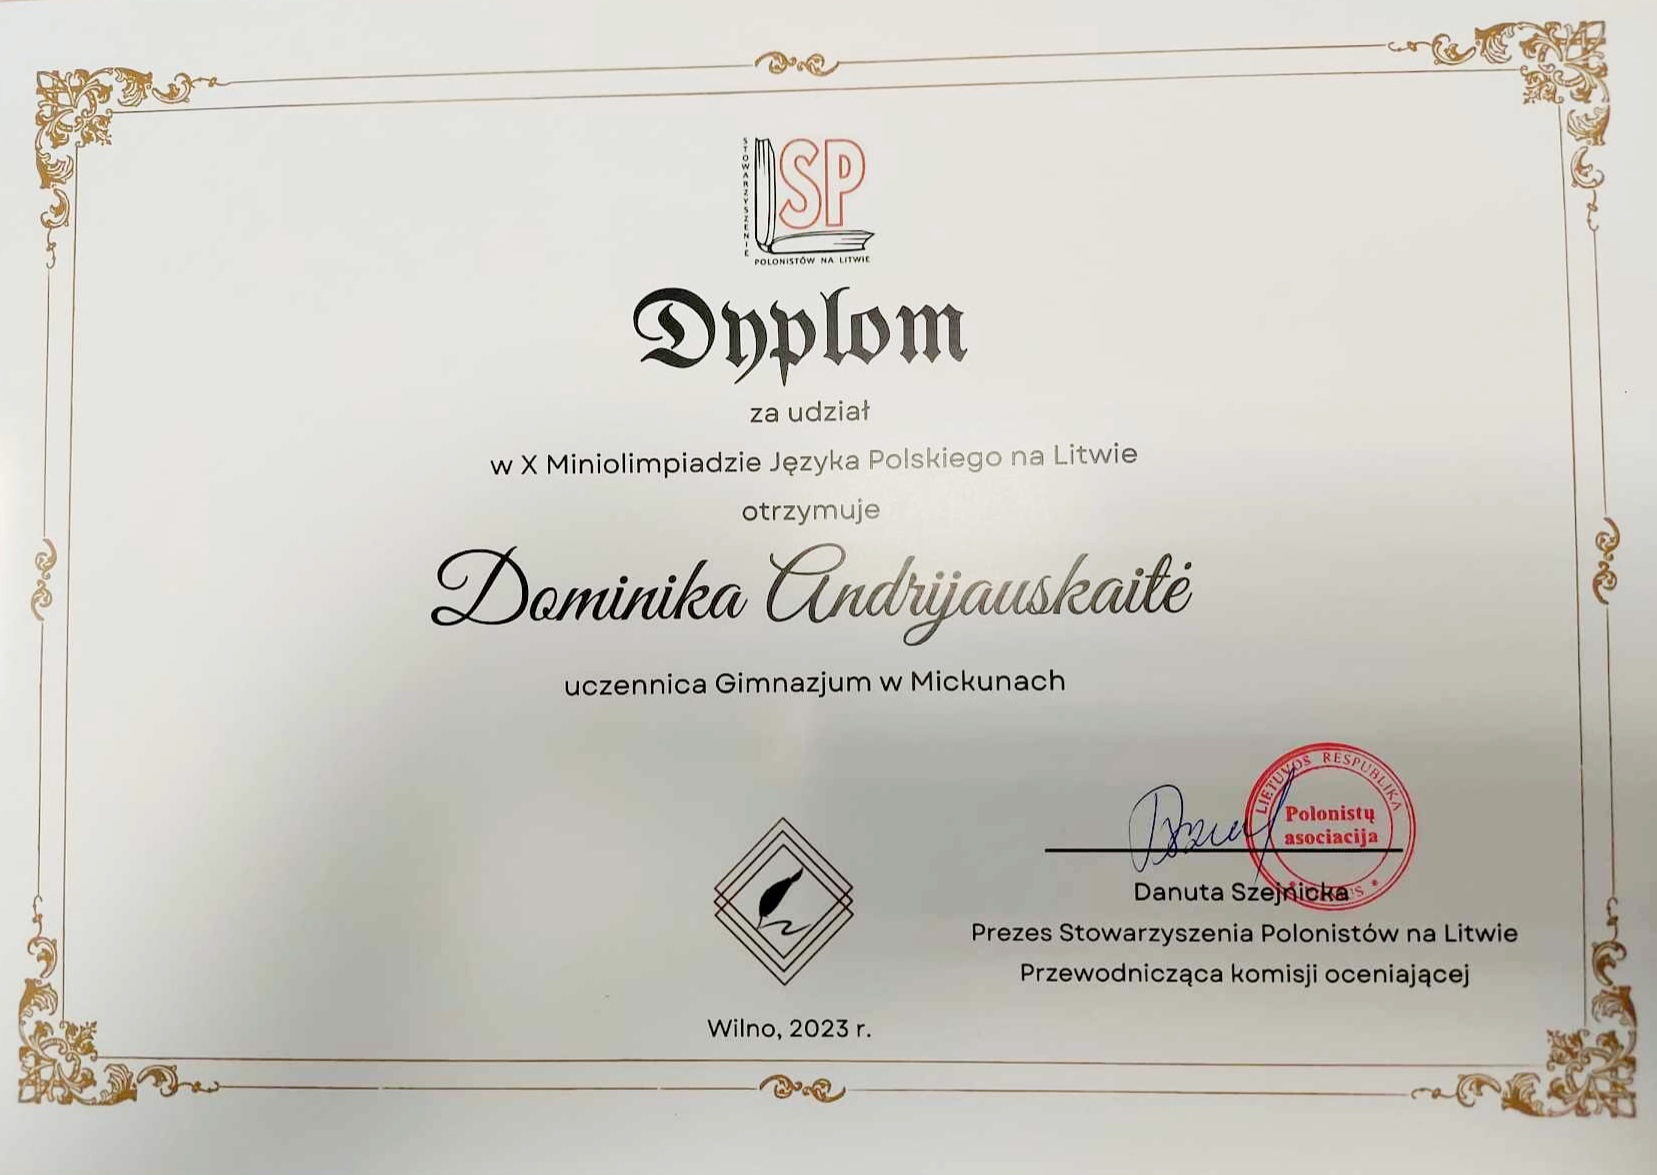 STOWARZYSZENIE
SP
POLONISTÓW NA LITWIE
Dyplom
za udział
w X Miniolimpiadzie Języka Polskiego na Litwie
otrzymuje
Dominika Andrijauskaitė
uczennica Gimnazjum w Mickunach
LIETUVOS RESPUBLIKA
Polonistų
asociacija
Danuta Szejnicka
Prezes Stowarzyszenia Polonistów na Litwie
Przewodnicząca komisji oceniającej
Wilno, 2023 r.